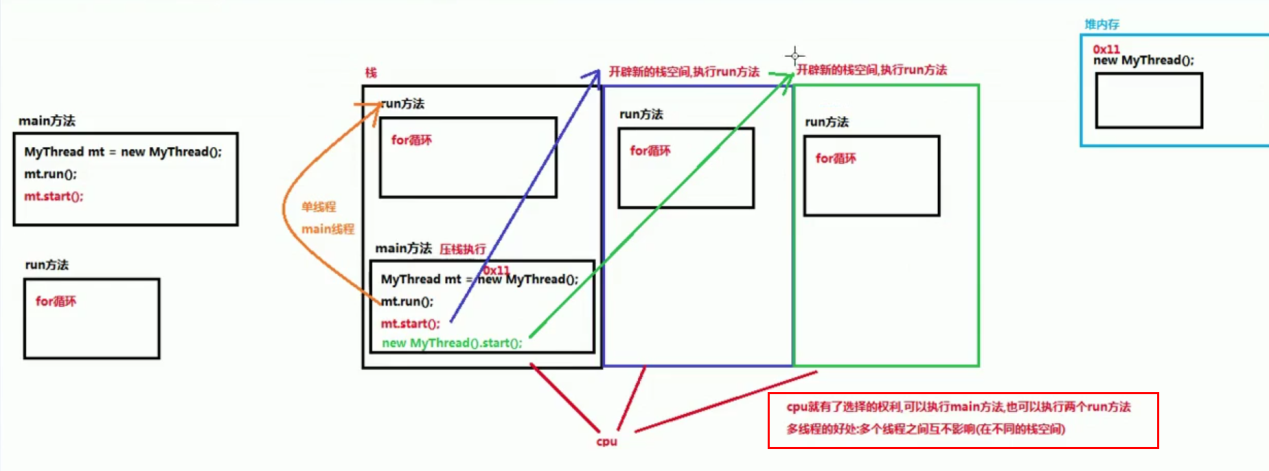 main方法
MyThread mt = new MyThread();
mt.run();
mt.start();
run方法
for循环
单线程
main线程
栈
run方法
for循环
main方法 压栈执行
0x11
MyThread mt = new MyThread();
mt.run();
mt.start();
new MyThread().start();
开辟新的栈空间,执行run方法
run方法
for循环
开辟新的栈空间,执行run方法
run方法
for循环
堆内存
0x11
new MyThread();
cpu
cpu就有了选择的权利,可以执行main方法,也可以执行两个run方法
多线程的好处:多个线程之间互不影响(在不同的栈空间)